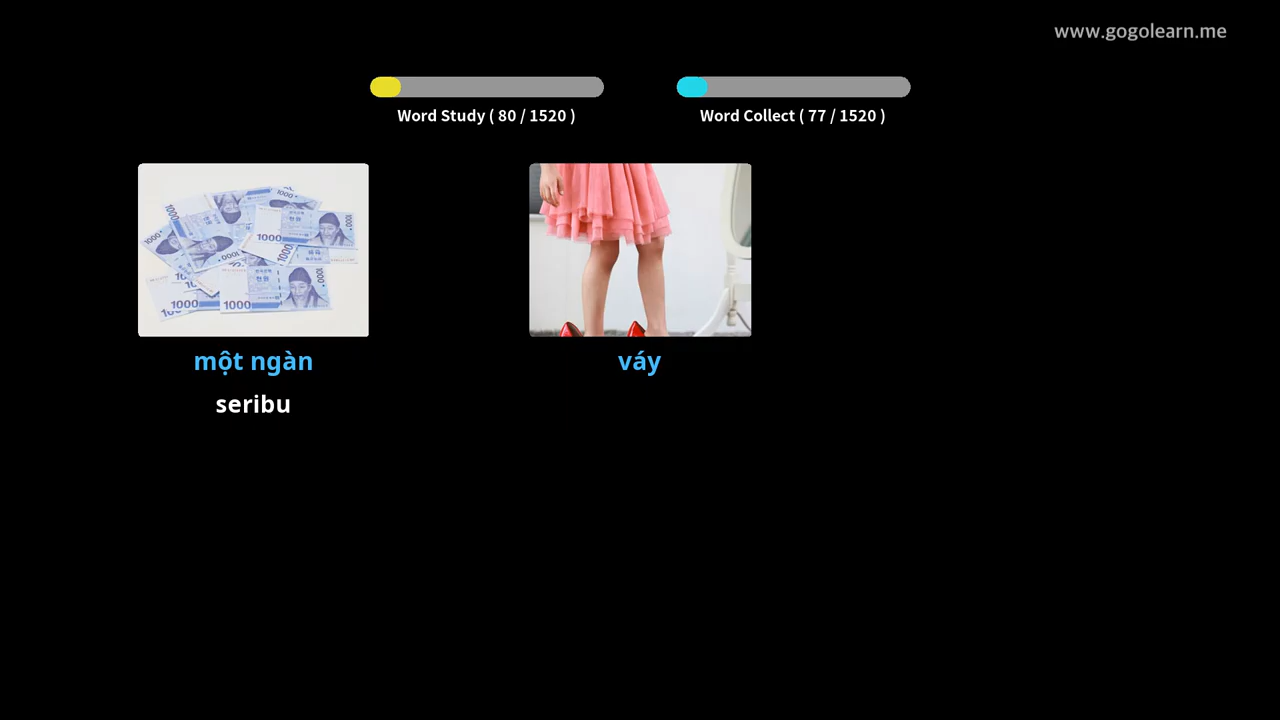 www.gogolearn.me
Word Study ( 80 / 1520 )
Word Collect ( 77 / 1520 )
một ngàn
váy
seribu